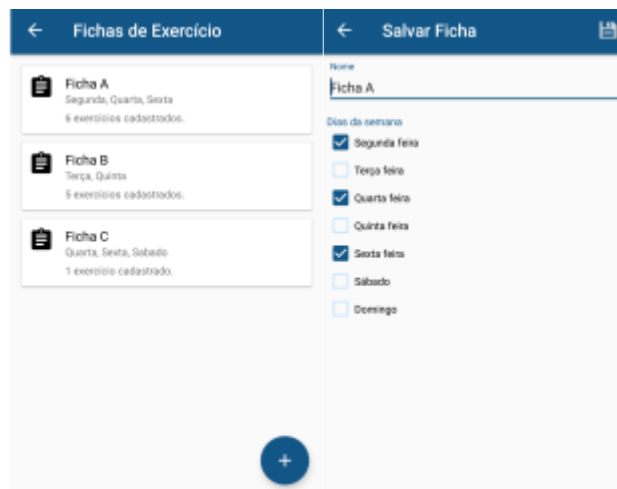 Fichas de Exercício
Ficha A
Segunda, Quarta, Sexta
6 exercícios cadastrados.
Ficha B
Terça, Quinta
5 exercícios cadastrados.
Ficha C
Quarta, Sexta, Sabado
1 exercício cadastrado.
Salvar Ficha
Nome
Ficha A
Dias da semana
Segunda feira
Terça feira
Quarta feira
Quinta feira
Sexta feira
Sábado
Domingo